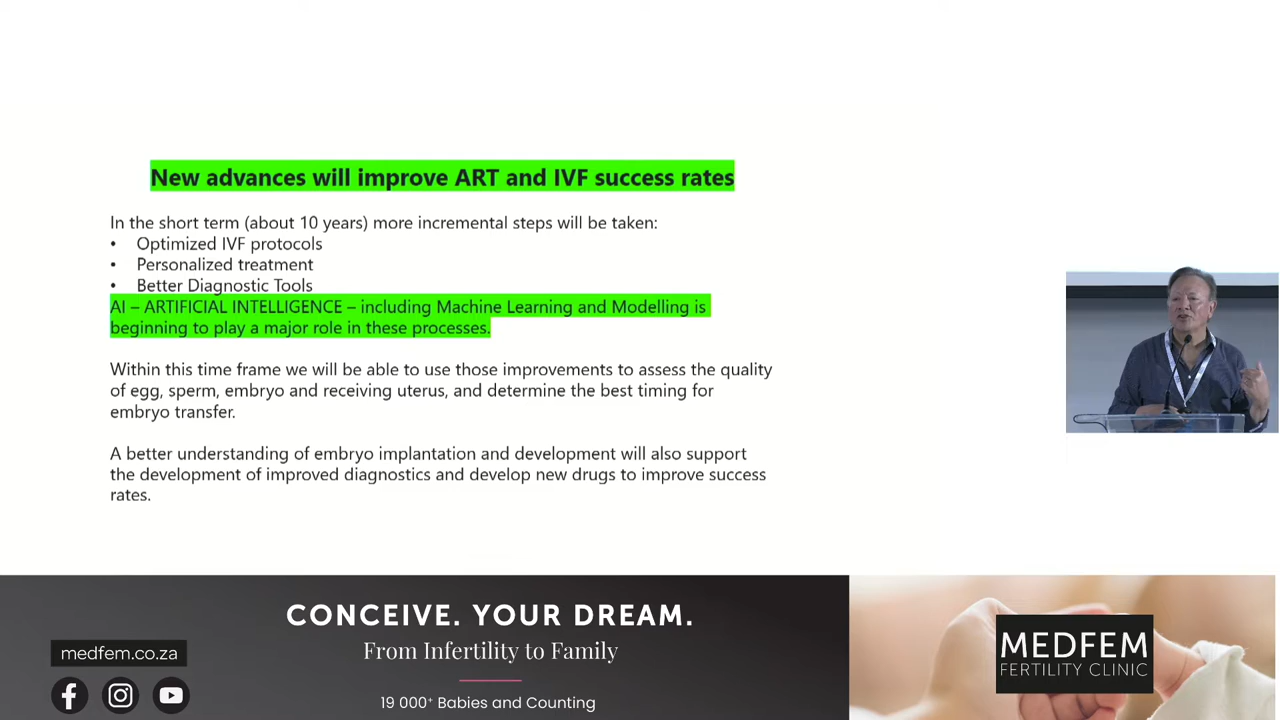 New advances will improve ART and IVF success rates
In the short term (about 10 years) more incremental steps will be taken:
• Optimized IVF protocols
• Personalized treatment
• Better Diagnostic Tools
AI – ARTIFICIAL INTELLIGENCE – including Machine Learning and Modelling is
beginning to play a major role in these processes.
Within this time frame we will be able to use those improvements to assess the quality
of egg, sperm, embryo and receiving uterus, and determine the best timing for
embryo transfer.
A better understanding of embryo implantation and development will also support
the development of improved diagnostics and develop new drugs to improve success
rates.
CONCEIVE. YOUR DREAM.
From Infertility to Family
19 000⁺ Babies and Counting
medfem.co.za
MEDFEM
FERTILITY CLINIC